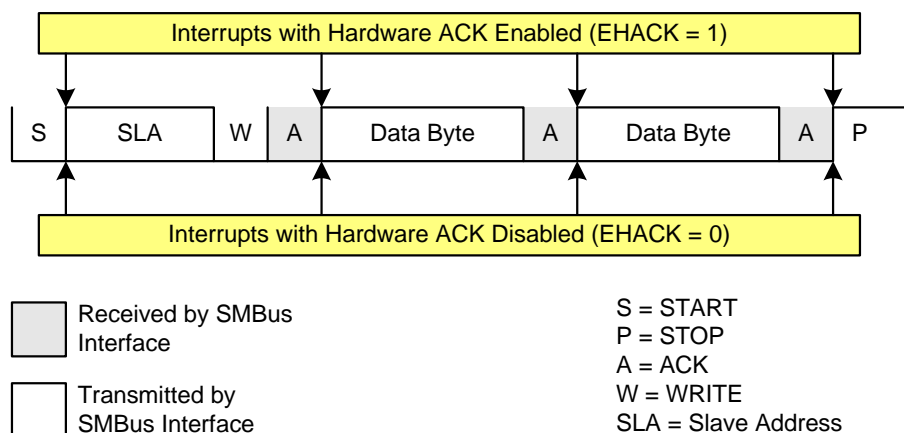 Interrupts with Hardware ACK Enabled (EHACK = 1)
S SLA W A Data Byte A Data Byte A P
Interrupts with Hardware ACK Disabled (EHACK = 0)
Received by SMBus
Interface
Transmitted by
SMBus Interface
S = START
P = STOP
A = ACK
W = WRITE
SLA = Slave Address